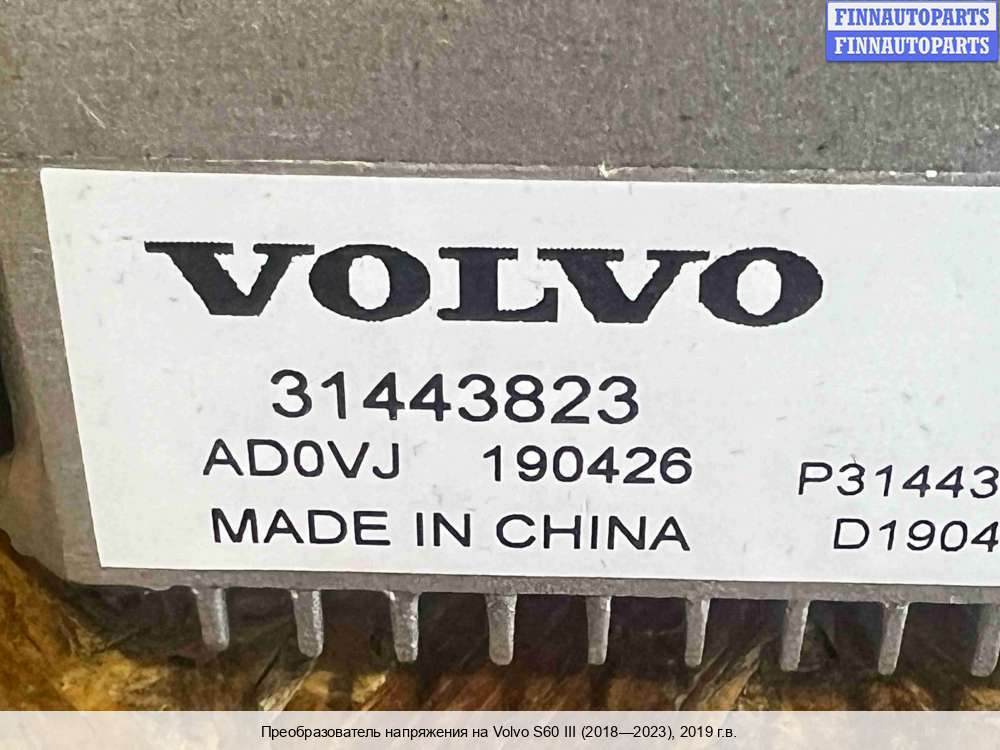 FINNAUTOPARTS
FINNAUTOPARTS
VOLVO
31443823
AD0VJ 190426 P31443
MADE IN CHINA D1904
Преобразователь напряжения на Volvo S60 III (2018—2023), 2019 г.в.